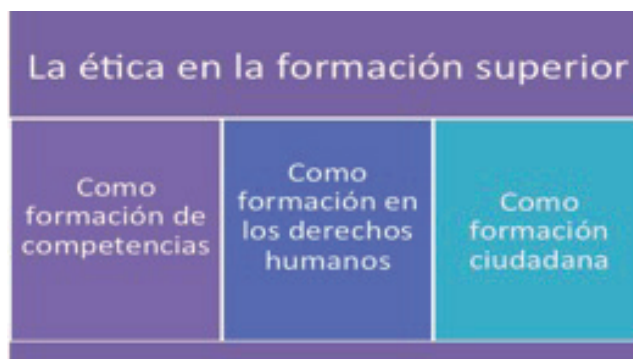 La ética en la formación superior
Como
formación de
competencias
Como
formación en
los derechos
humanos
Como
formación
ciudadana